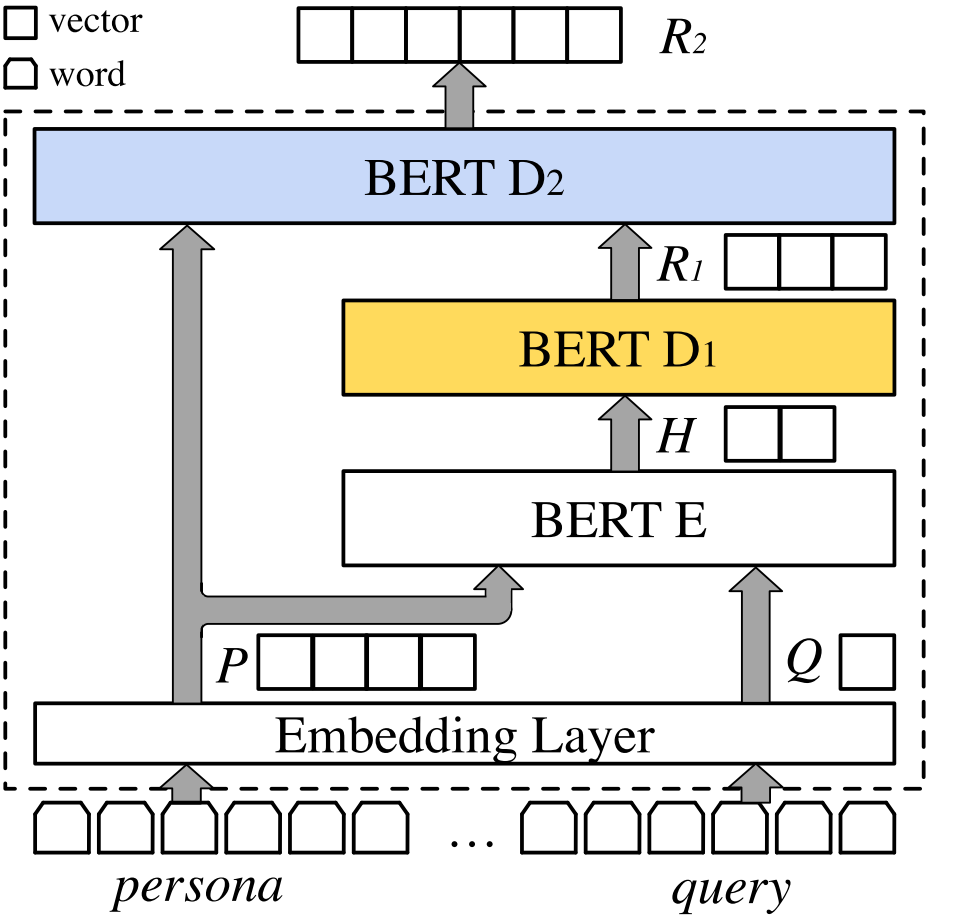 vector
word
R2
BERT D2
R1
BERT D1
H
BERT E
P
Q
Embedding Layer
...
persona
query